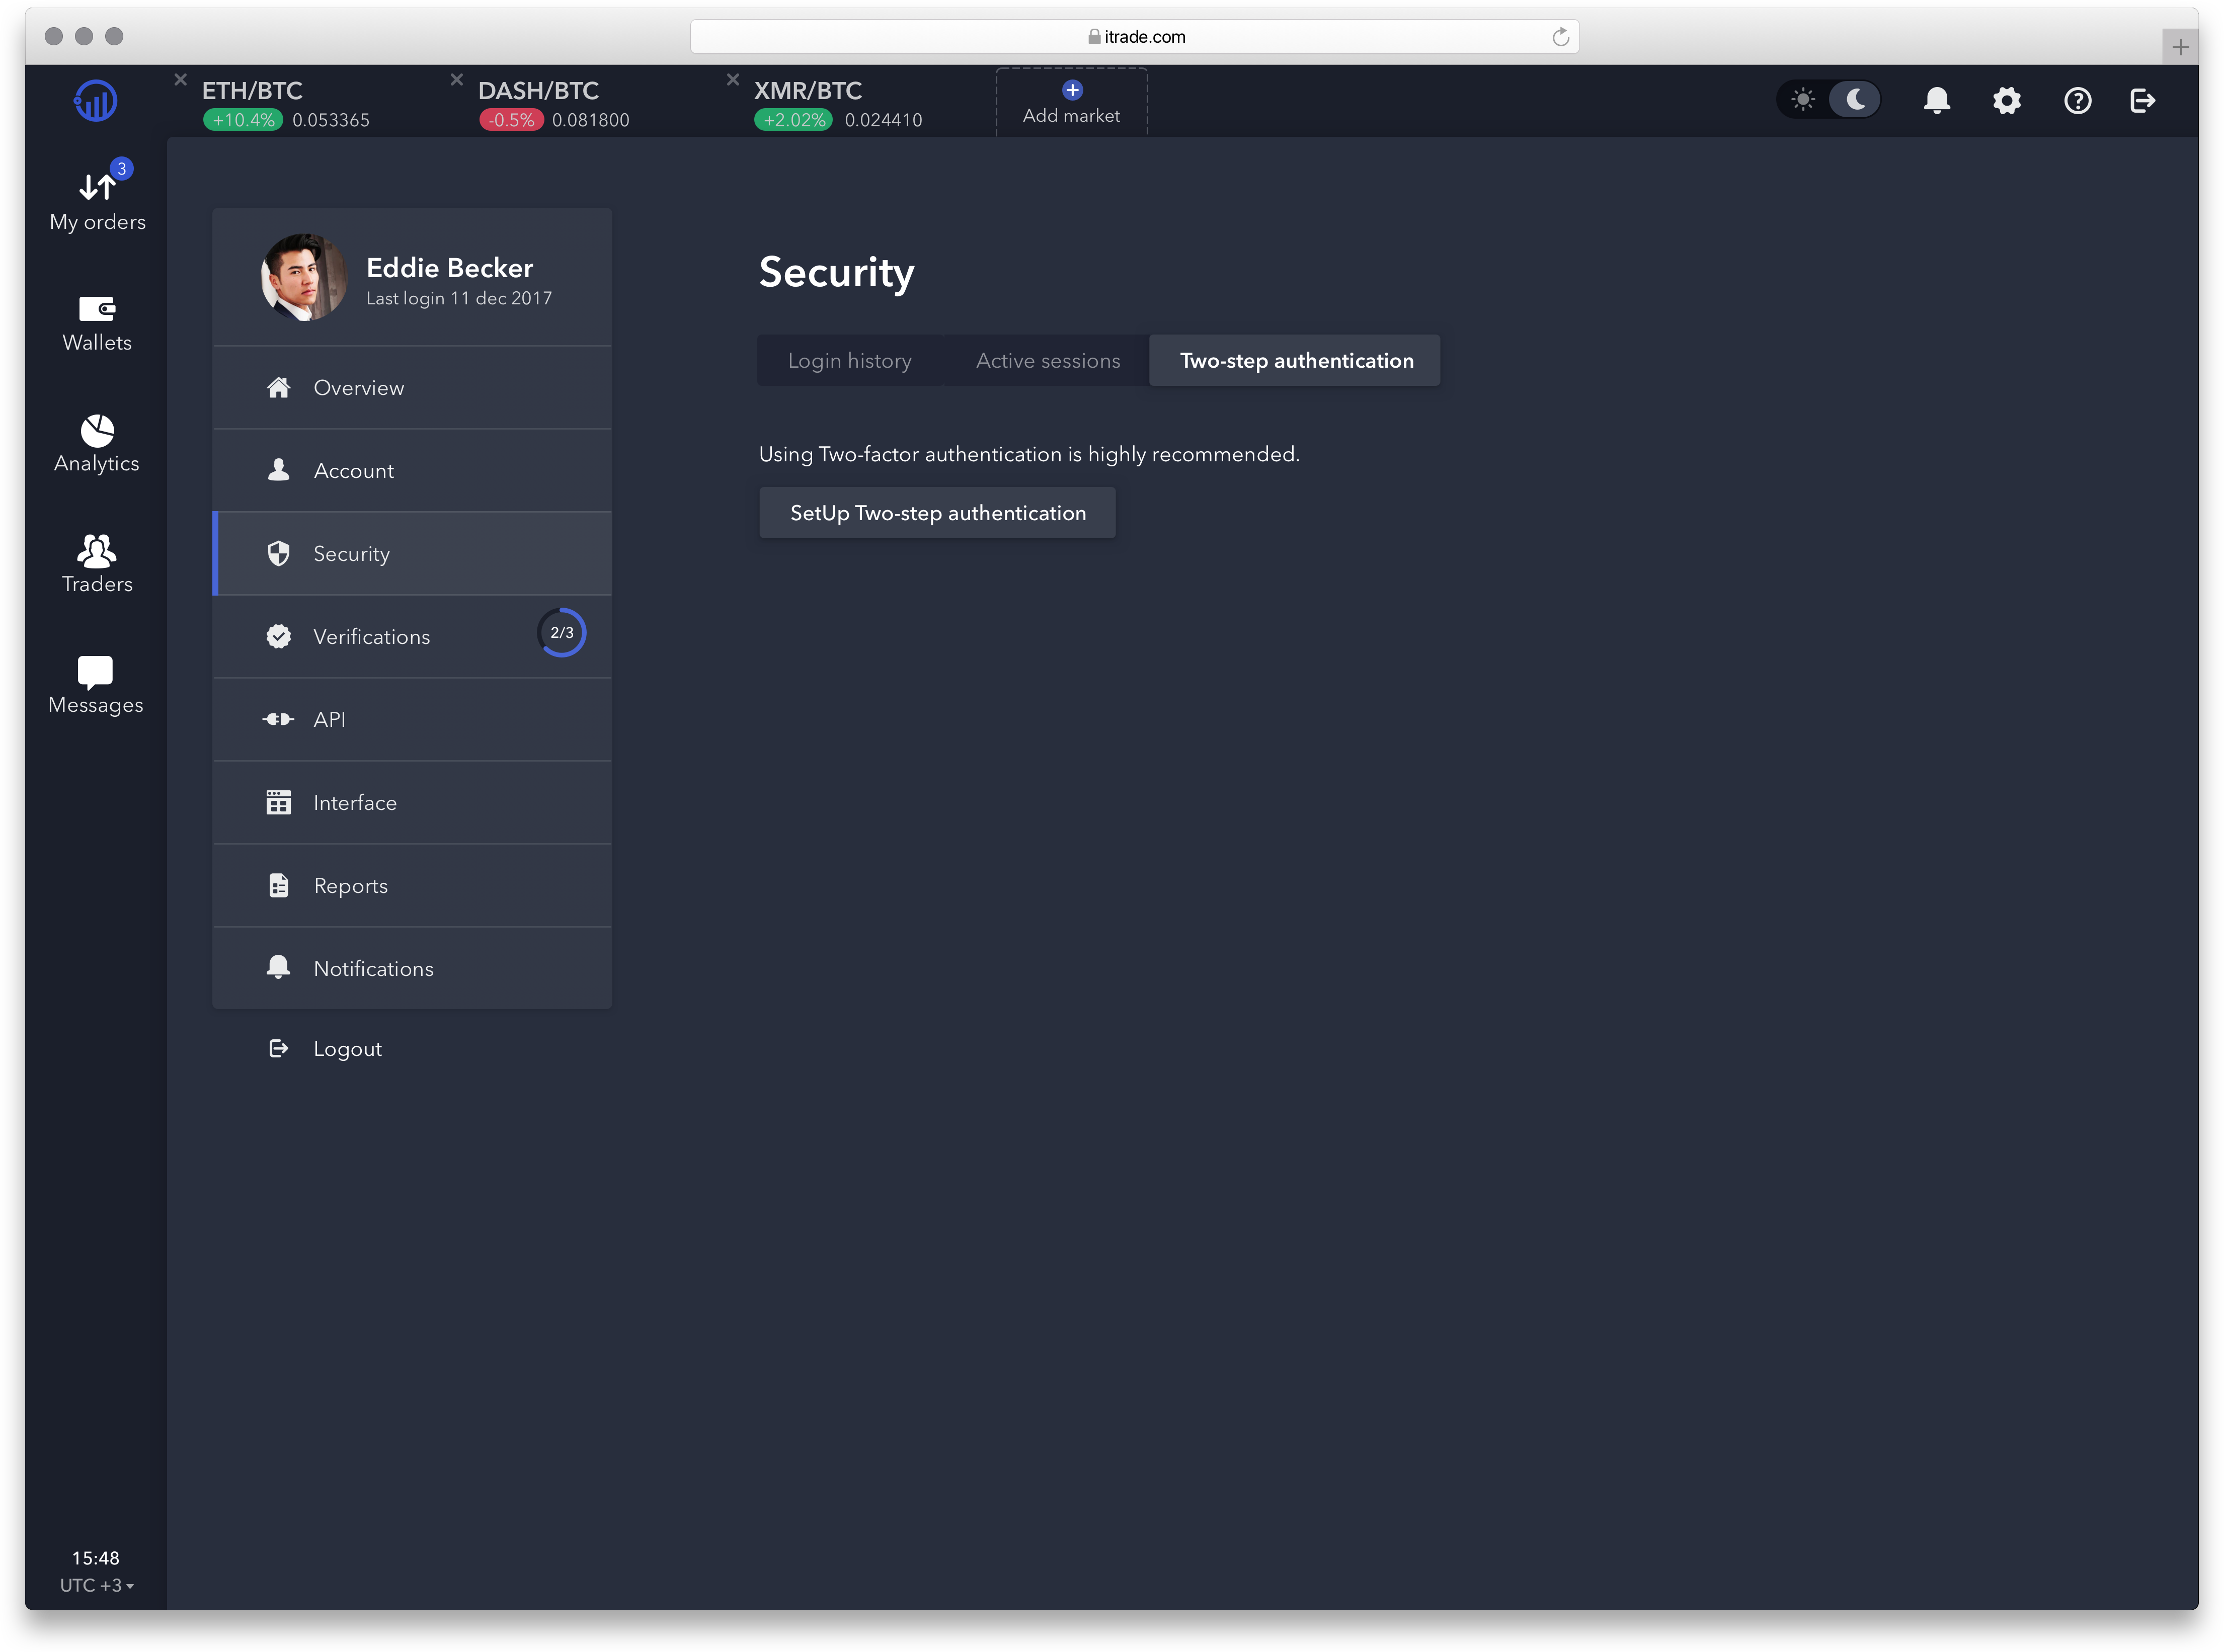 itrade.com
ETH/BTC
+10.4% 0.053365
DASH/BTC
-0.5% 0.081800
XMR/BTC
+2.02% 0.024410
Add market
3
My orders
Wallets
Analytics
Traders
Messages
15:48
UTC +3
Eddie Becker
Last login 11 dec 2017
Overview
Account
Security
Verifications
2/3
API
Interface
Reports
Notifications
Logout
Security
Login history
Active sessions
Two-step authentication
Using Two-factor authentication is highly recommended.
SetUp Two-step authentication